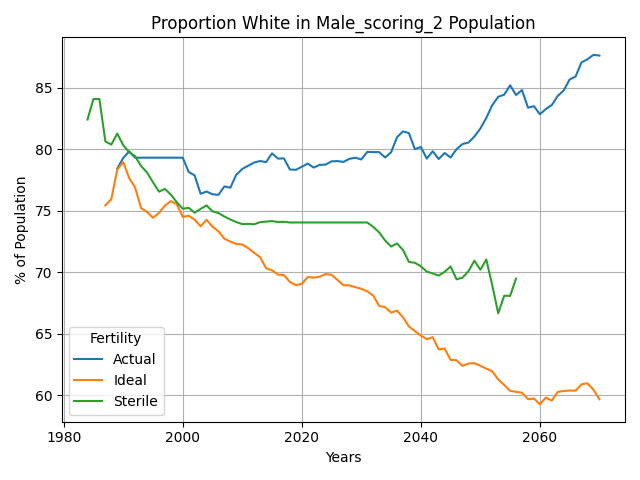 Proportion White in Male_scoring_2 Population
% of Population
85
80
75
70
65
60
Fertility
Actual
Ideal
Sterile
1980
2000
2020
2040
2060
Years